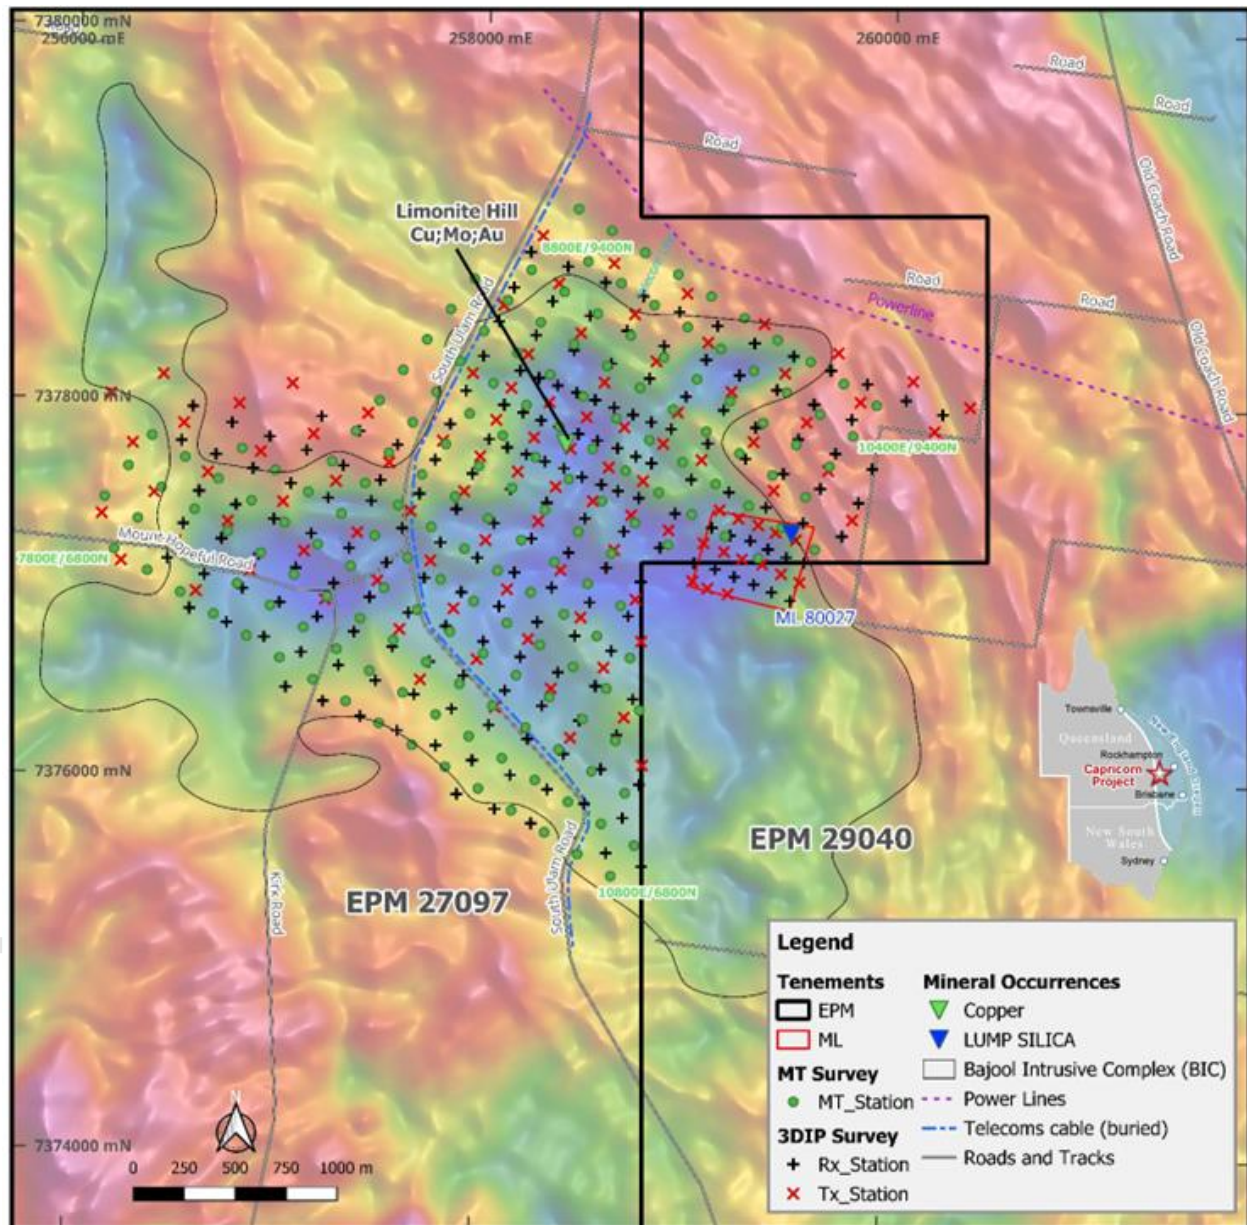 7380000 mN
256000 mE
258000 mE
260000 mE
Road
Road
Road
Old Coach Road
Limonite Hill
Cu;Mo;Au
8800E/9400N
South Ulam Road
Road
Road
Powerline
Old Coach Road
7378000 mN
10400E/9400N
Mount Hopeful Road
7800E/6800N
ML 80027
Townsville
Queensland
Rockhampton
Capricorn
Project
Brisbane
New South
Wales
Sydney
7376000 mN
EPM 29040
South Ulam Road
10800E/6800N
EPM 27097
Kirk Road
7374000 mN
N
0 250 500 750 1000 m
Legend
Tenements
EPM
ML
MT Survey
MT_Station
3DIP Survey
Rx_Station
Tx_Station
Mineral Occurrences
Copper
LUMP SILICA
Bajool Intrusive Complex (BIC)
Power Lines
Telecoms cable (buried)
Roads and Tracks